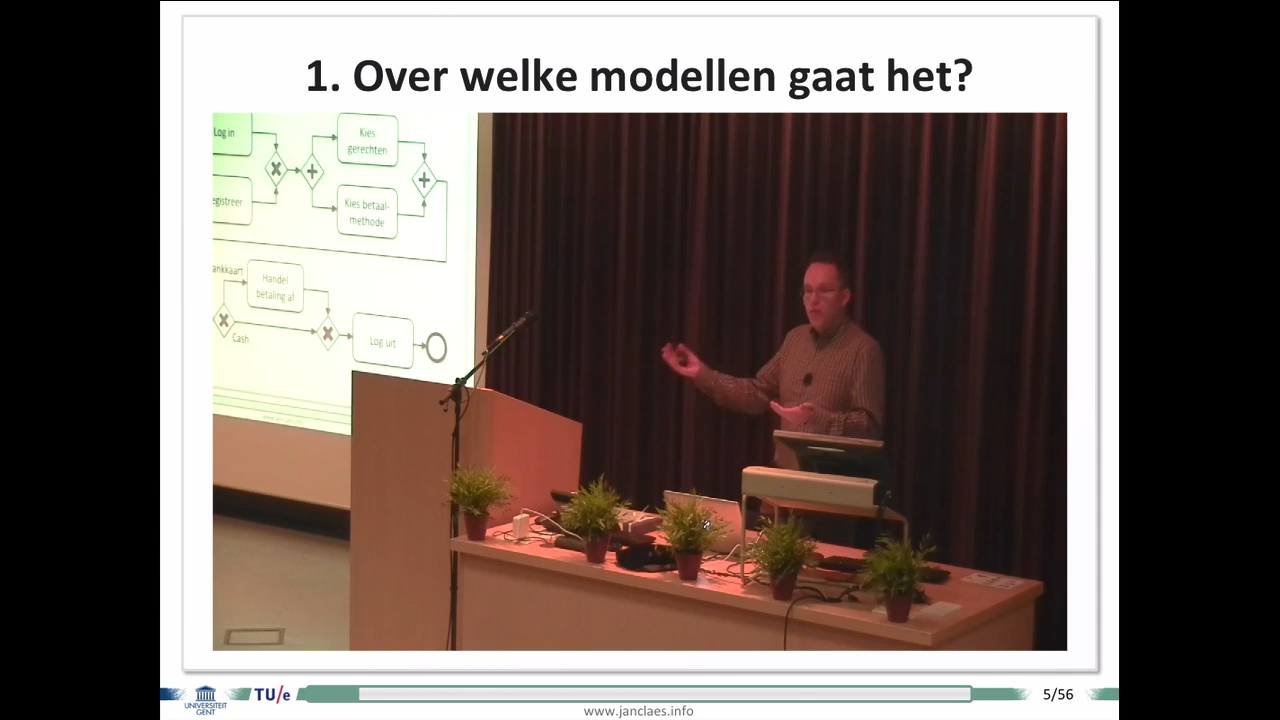 1. Over welke modellen gaat het?
Log in
Kies
gerechten
egistreer
Kies betaal-
methode
ankkaart
Handel
betaling af
Cash
Log uit
UNIVERSITEIT
GENT
TU/e
5/56
www.janclaes.info